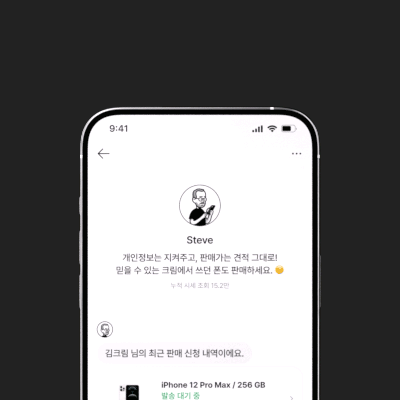 9:41
Steve
개인정보는 지켜주고, 판매가는 견적 그대로!
믿을 수 있는 크림에서 쓰던 폰도 판매하세요. 😊
누적 시세 조회 15.2만
김크림 님의 최근 판매 신청 내역이에요.
iPhone 12 Pro Max / 256 GB
발송 대기 중